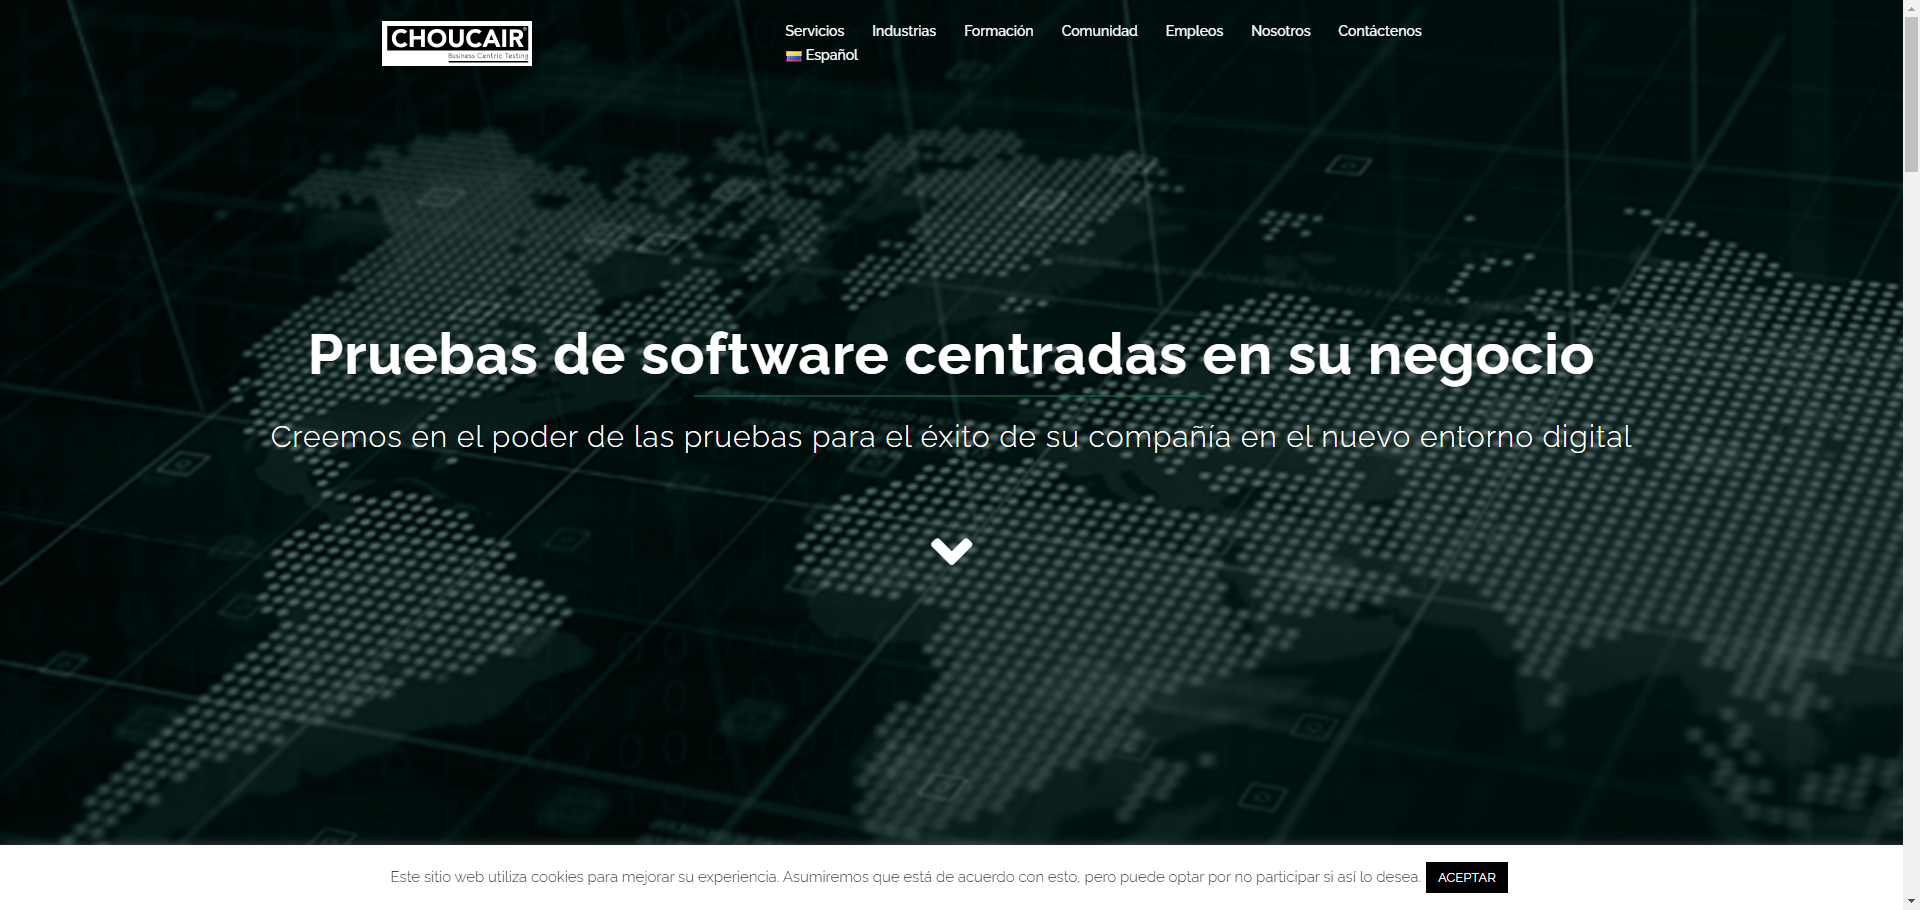 CHOUCAIR
Business Centric Testing
Servicios Industrias Formación Comunidad Empleos Nosotros Contáctenos
Español
Pruebas de software centradas en su negocio
Creemos en el poder de las pruebas para el éxito de su compañía en el nuevo entorno digital
Este sitio web utiliza cookies para mejorar su experiencia. Asumiremos que está de acuerdo con esto, pero puede optar por no participar si así lo desea. ACEPTAR